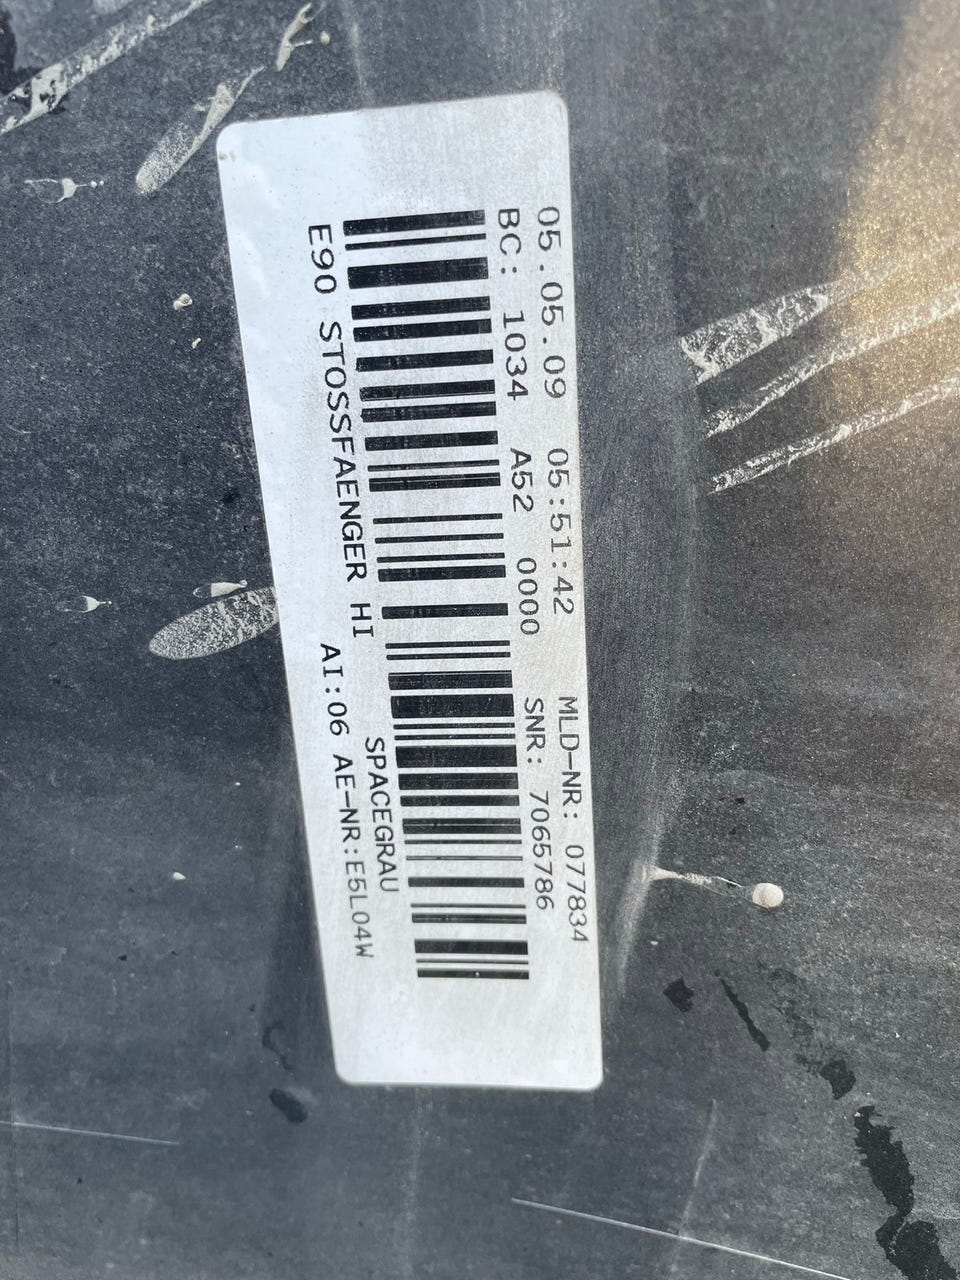 05.05.09 05:51:42 MLD-NR: 077834
BC: 1034 A52 0000 SNR: 7065786
E90 STOSSFAENGER HI SPACEGRAU
AI:06 AE-NR:E5L04W